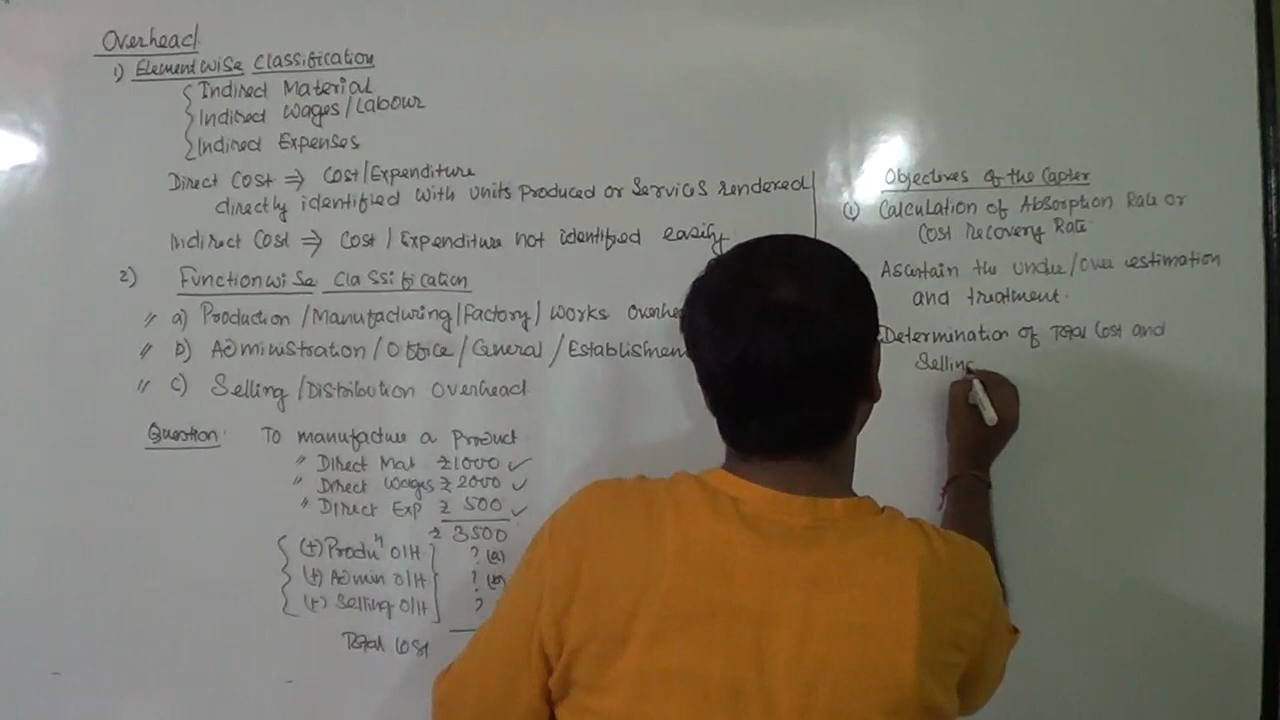 Overhead.
1) Elementwise Classification
Indirect Material
Indirect Wages/Labour
Indirect Expenses
Direct Cost ⇒ Cost/Expenditure
directly identified with units produced or Services rendered
Indirect Cost ⇒ Cost/Expenditure not identified easily
2) Functionwise Classification
〃 a) Production/Manufacturing/Factory/Works Overhe
〃 b) Administration/Office/General/Establishmen
〃 c) Selling/Distribution Overhead
Question: To manufacture a Product
" Direct Mat ₹1000 ✓
" Direct Wages ₹ 2000 ✓
" Direct Exp ₹ 500 ✓
₹ 3500
(+) Produⁿ O/H ? (a)
(+) Admin O/H ? (b)
(+) Selling O/H ?
Total Cost
Objectives of the Capter
(1) Calculation of Absorption Rate or
Cost Recovery Rate
Ascertain the under/over estimation
and treatment.
Determination of Total Cost and
Selling